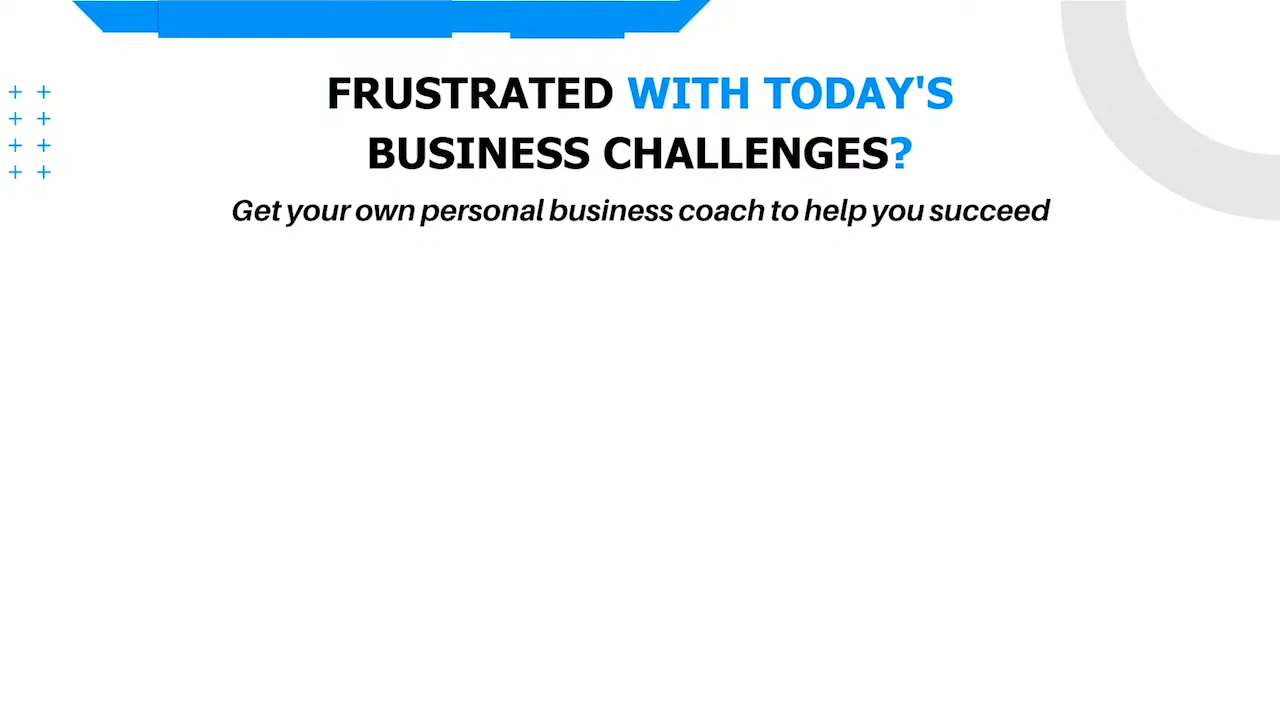 FRUSTRATED WITH TODAY'S
BUSINESS CHALLENGES?
Get your own personal business coach to help you succeed